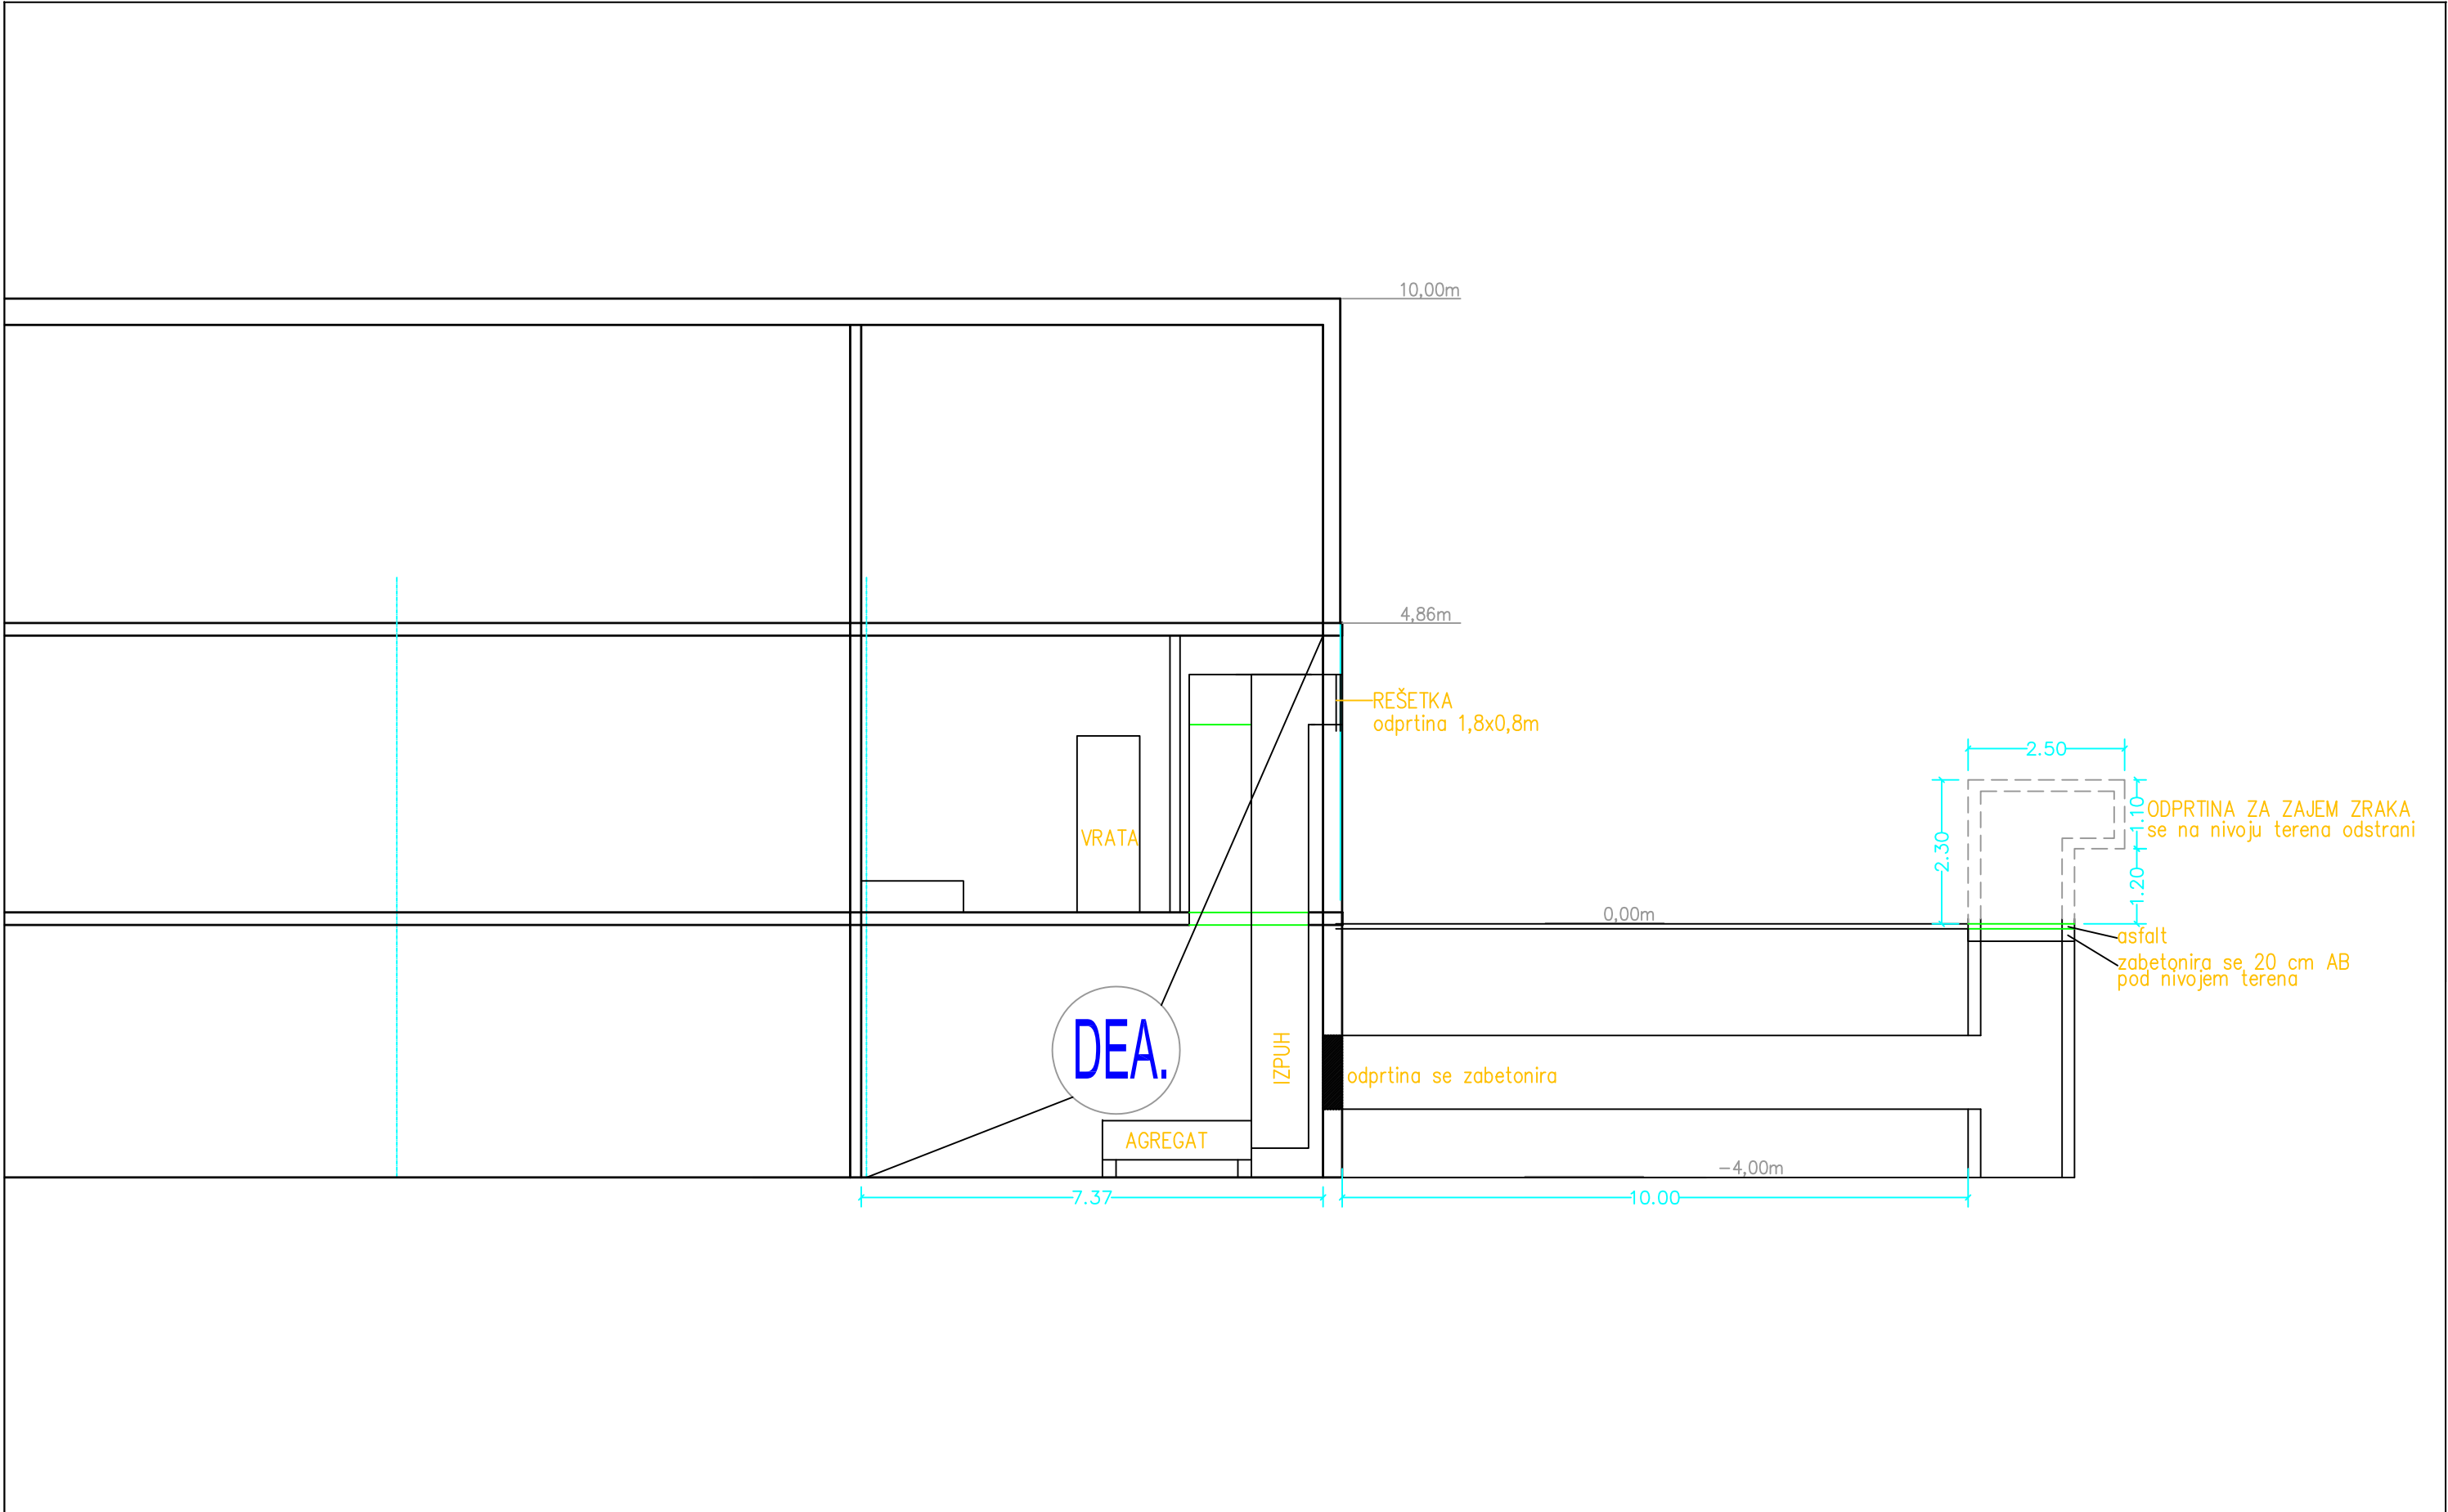 10,00m
4,86m
REŠETKA
odprtina 1,8x0,8m
2.50
1.10
ODPRTINA ZA ZAJEM ZRAKA
se na nivoju terena odstrani
VRATA
2.30
1.20
0,00m
asfalt
zabetonira se 20 cm AB
pod nivojem terena
DEA.
IZPUH
odprtina se zabetonira
AGREGAT
-4,00m
7.37
10.00